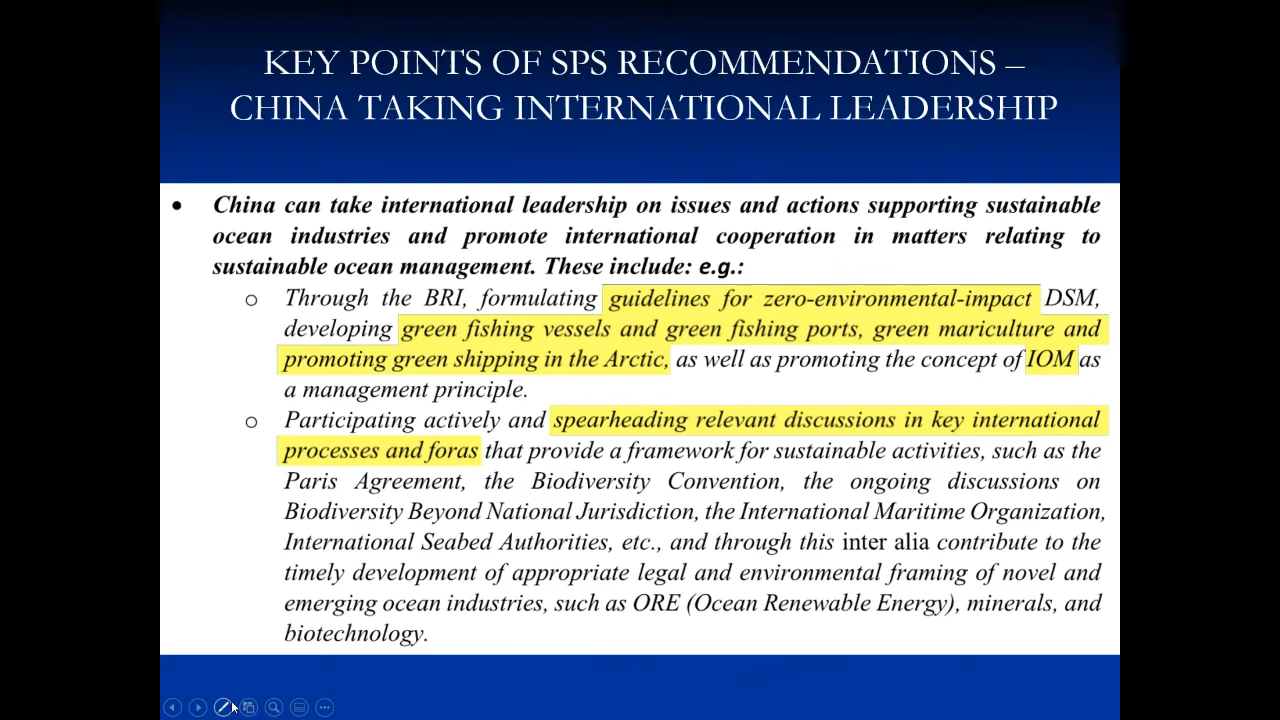 KEY POINTS OF SPS RECOMMENDATIONS –
CHINA TAKING INTERNATIONAL LEADERSHIP
• China can take international leadership on issues and actions supporting sustainable
ocean industries and promote international cooperation in matters relating to
sustainable ocean management. These include: e.g.:
o Through the BRI, formulating guidelines for zero-environmental-impact DSM,
developing green fishing vessels and green fishing ports, green mariculture and
promoting green shipping in the Arctic, as well as promoting the concept of IOM as
a management principle.
o Participating actively and spearheading relevant discussions in key international
processes and foras that provide a framework for sustainable activities, such as the
Paris Agreement, the Biodiversity Convention, the ongoing discussions on
Biodiversity Beyond National Jurisdiction, the International Maritime Organization,
International Seabed Authorities, etc., and through this inter alia contribute to the
timely development of appropriate legal and environmental framing of novel and
emerging ocean industries, such as ORE (Ocean Renewable Energy), minerals, and
biotechnology.